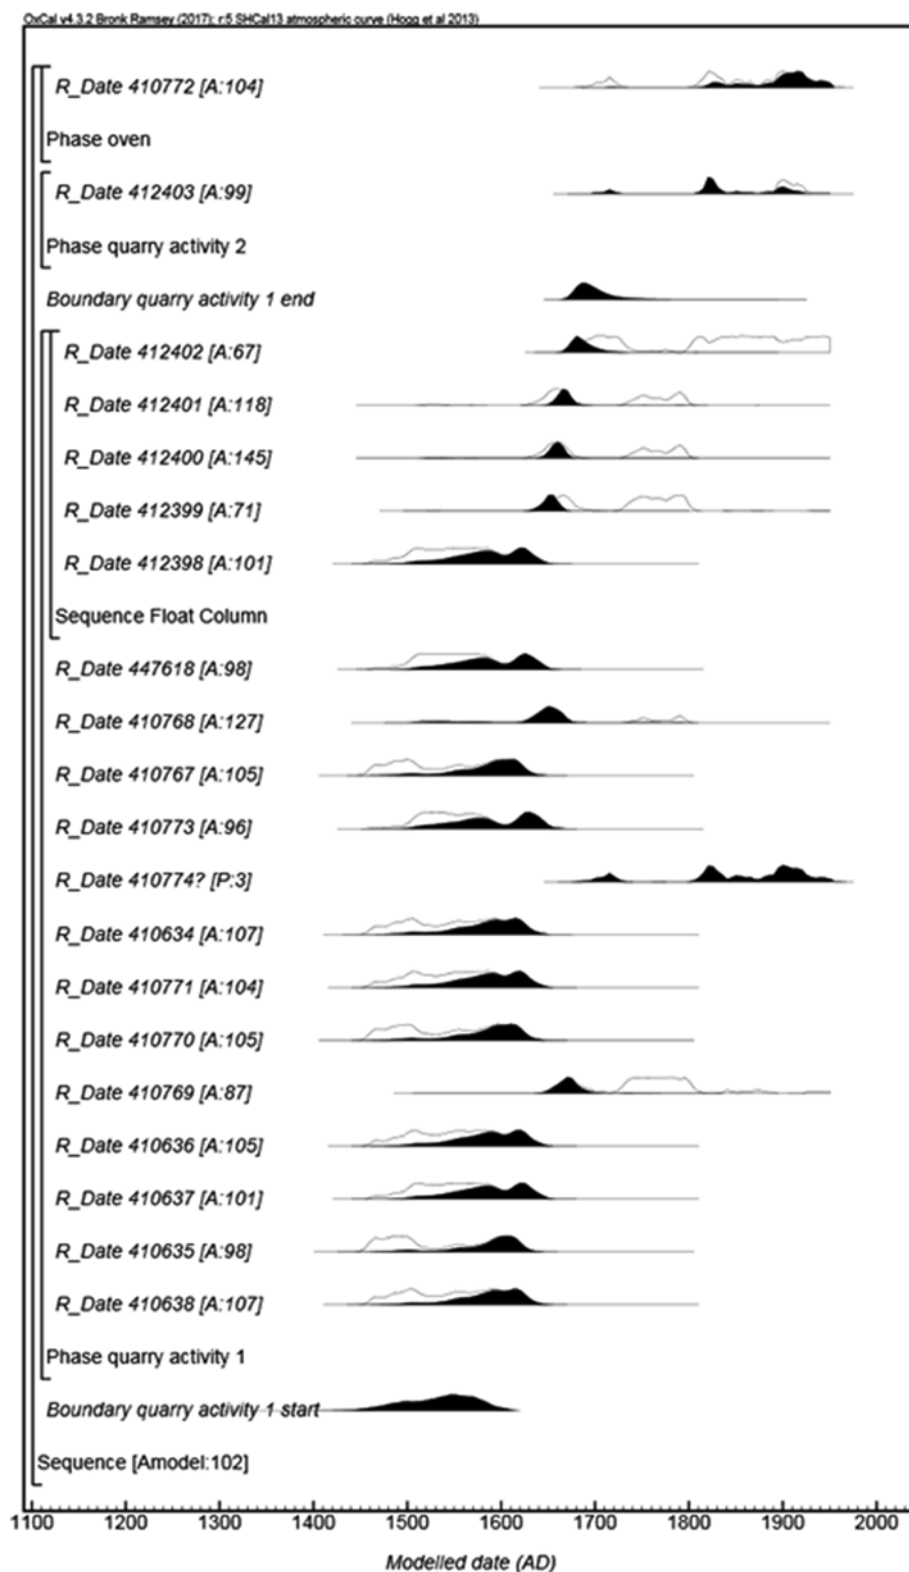 OxCal v4.3.2 Bronk Ramsey (2017); r:5 SHCal13 atmospheric curve (Hogg et al 2013)
R_Date 410772 [A:104]
Phase oven
R_Date 412403 [A:99]
Phase quarry activity 2
Boundary quarry activity 1 end
R_Date 412402 [A:67]
R_Date 412401 [A:118]
R_Date 412400 [A:145]
R_Date 412399 [A:71]
R_Date 412398 [A:101]
Sequence Float Column
R_Date 447618 [A:98]
R_Date 410768 [A:127]
R_Date 410767 [A:105]
R_Date 410773 [A:96]
R_Date 410774? [P:3]
R_Date 410634 [A:107]
R_Date 410771 [A:104]
R_Date 410770 [A:105]
R_Date 410769 [A:87]
R_Date 410636 [A:105]
R_Date 410637 [A:101]
R_Date 410635 [A:98]
R_Date 410638 [A:107]
Phase quarry activity 1
Boundary quarry activity 1 start
Sequence [Amodel:102]
1100 1200 1300 1400 1500 1600 1700 1800 1900 2000
Modelled date (AD)